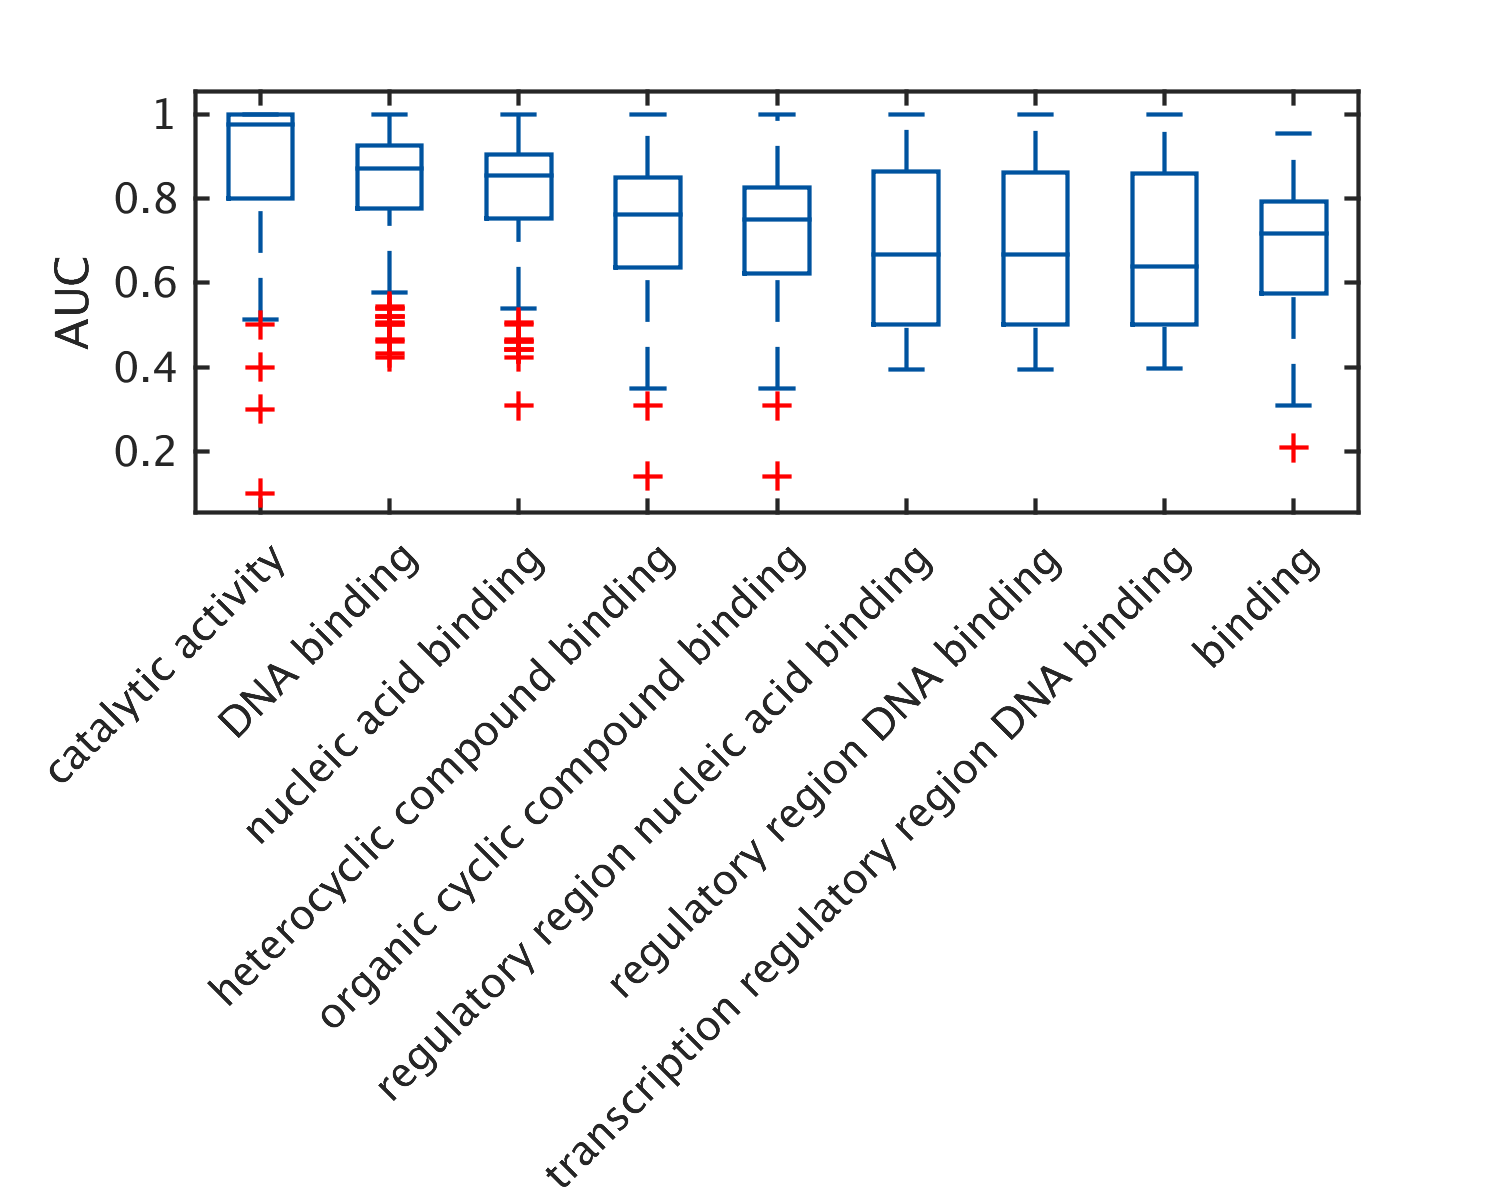 1
0.8
0.6
0.4
0.2
AUC
catalytic activity
DNA binding
nucleic acid binding
heterocyclic compound binding
organic cyclic compound binding
regulatory region nucleic acid binding
regulatory region DNA binding
transcription regulatory region DNA binding
binding